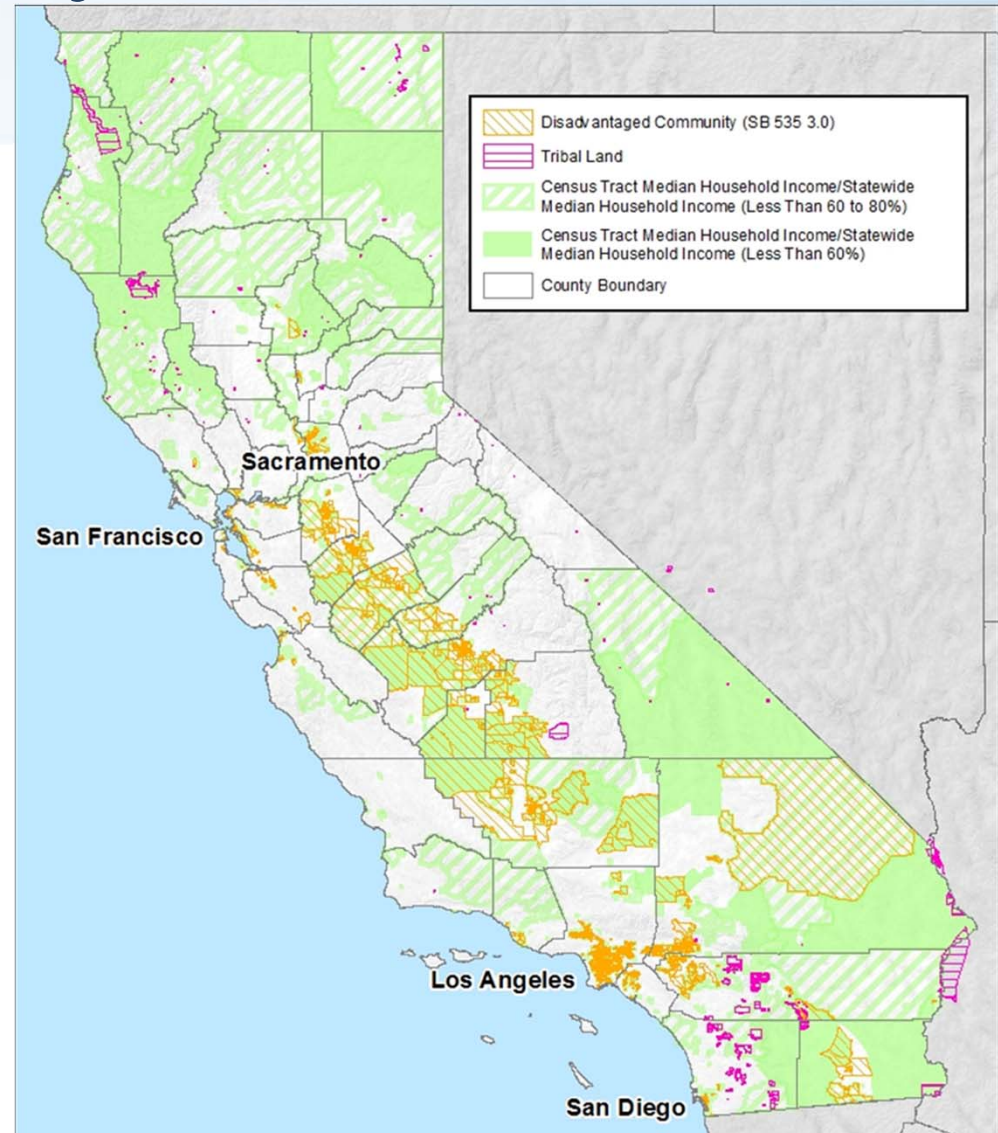 Disadvantaged Community (SB 535 3.0)
Tribal Land
Census Tract Median Household Income/Statewide
Median Household Income (Less Than 60 to 80%)
Census Tract Median Household Income/Statewide
Median Household Income (Less Than 60%)
County Boundary
Sacramento
San Francisco
Los Angeles
San Diego